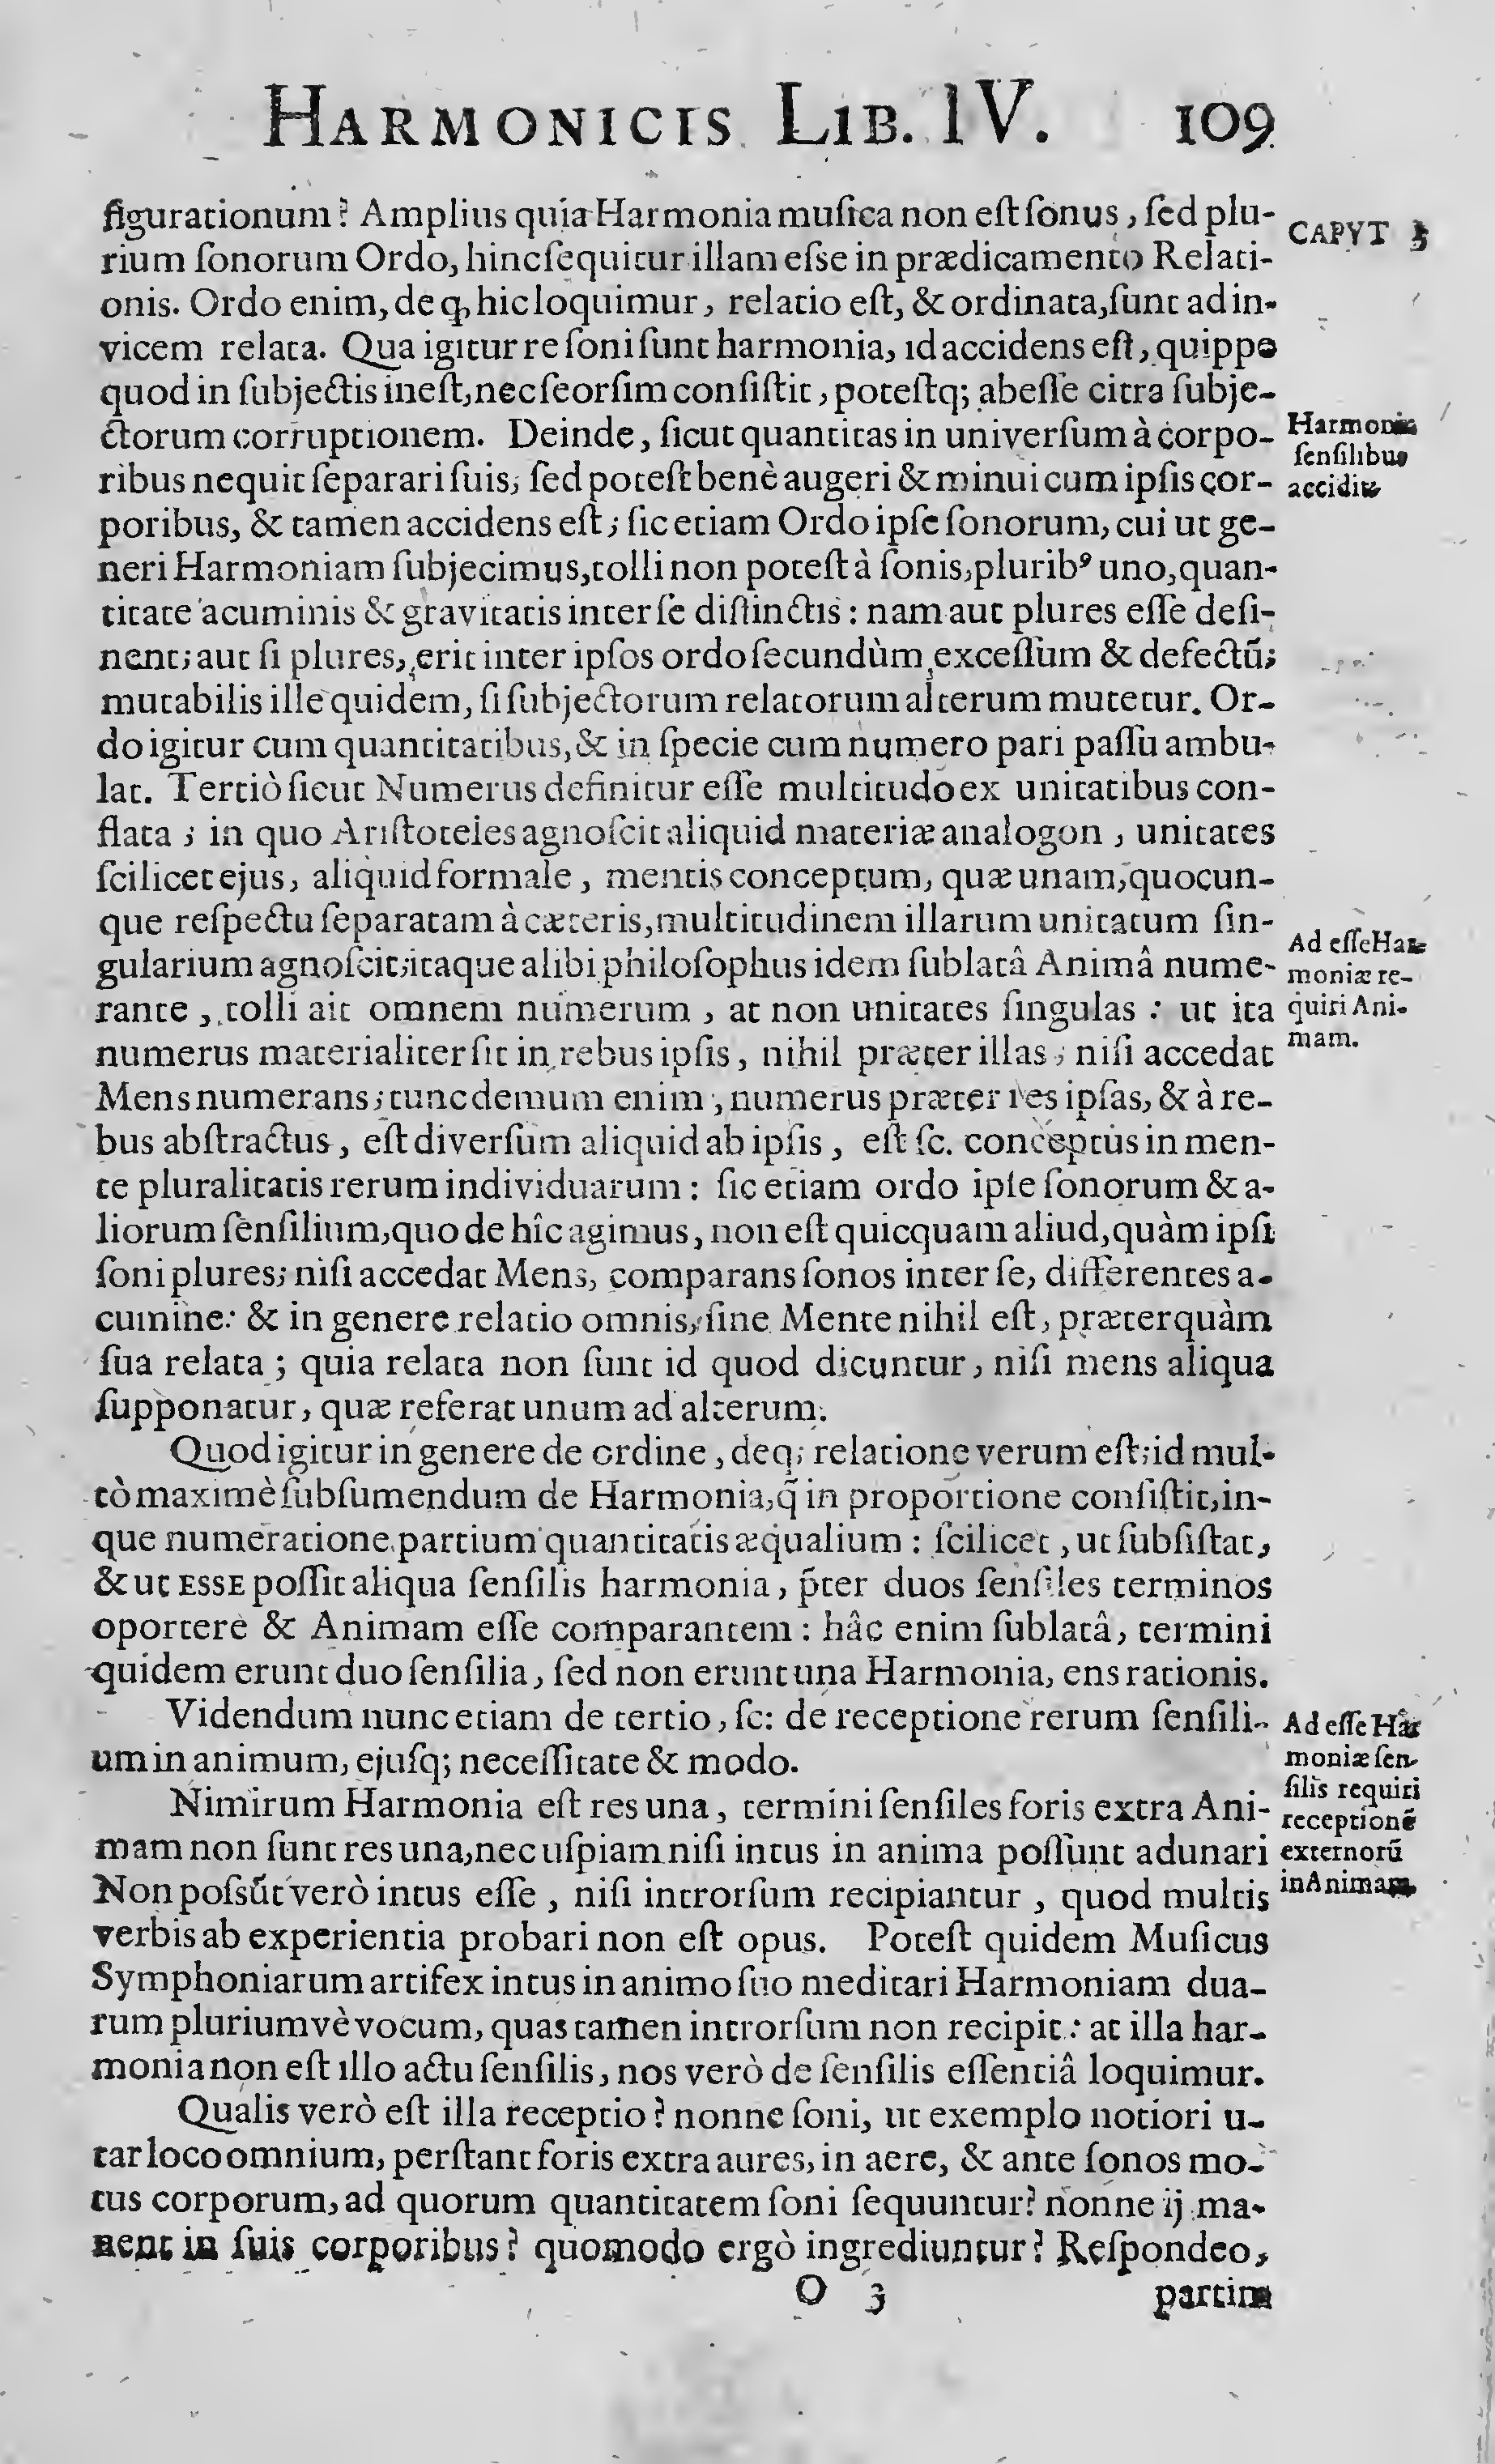 HARMONICIS LIB. IV. 109
figurationum? Amplius quia Harmonia muſica non eſt ſonus, ſed plu-
rium ſonorum Ordo, hinc ſequitur illam eſse in prædicamento Relati-
onis. Ordo enim, de ꝙ hic loquimur, relatio eſt, & ordinata, ſunt ad in-
vicem relata. Qua igitur re ſoni ſunt harmonia, id accidens eſt, quippe
quod in ſubjectis ineſt, nec ſeorſim conſiſtit, poteſtq; abeſſe citra ſubje-
ctorum corruptionem. Deinde, ſicut quantitas in univerſum à corpo-
ribus nequit ſeparari ſuis; ſed poteſt benè augeri & minui cum ipſis cor-
poribus, & tamen accidens eſt; ſic etiam Ordo ipſe ſonorum, cui ut ge-
neri Harmoniam ſubjecimus, tolli non poteſt à ſonis, pluribꝰ uno, quan-
titate acuminis & gravitatis inter ſe diſtinctis: nam aut plures eſſe deſi-
nent; aut ſi plures, erit inter ipſos ordo ſecundùm exceſſum & defectũ;
mutabilis ille quidem, ſi ſubjectorum relatorum alterum mutetur. Or-
do igitur cum quantitatibus, & in ſpecie cum numero pari paſſu ambu-
lat. Tertiò ſicut Numerus definitur eſſe multitudo ex unitatibus con-
flata; in quo Ariſtoteles agnoſcit aliquid materiæ analogon, unitates
ſcilicet ejus, aliquid formale, mentis conceptum, quæ unam, quocun-
que reſpectu ſeparatam à cæteris, multitudinem illarum unitatum ſin-
gularium agnoſcit; itaque alibi philoſophus idem ſublatâ Animâ nume-
rante, tolli ait omnem numerum, at non unitates ſingulas: ut ita
numerus materialiter ſit in rebus ipſis, nihil præter illas, niſi accedat
Mens numerans; tunc demum enim, numerus præter res ipſas, & à re-
bus abſtractus, eſt diverſum aliquid ab ipſis, eſt ſc. conceptus in men-
te pluralitatis rerum individuarum: ſic etiam ordo ipſe ſonorum & a-
liorum ſenſilium, quo de hîc agimus, non eſt quicquam aliud, quàm ipſi
ſoni plures; niſi accedat Mens, comparans ſonos inter ſe, differentes a-
cumine: & in genere relatio omnis, ſine Mente nihil eſt, præterquàm
ſua relata; quia relata non ſunt id quod dicuntur, niſi mens aliqua
ſupponatur, quæ referat unum ad alterum.
Quod igitur in genere de ordine, deq; relatione verum eſt; id mul-
tò maximè ſubſumendum de Harmonia, q̃ in proportione conſiſtit, in-
que numeratione partium quantitatis æqualium: ſcilicet, ut ſubſiſtat,
& ut ESSE poſſit aliqua ſenſilis harmonia, p̃ter duos ſenſiles terminos
oportere & Animam eſſe comparantem: hâc enim ſublatâ, termini
quidem erunt duo ſenſilia, ſed non erunt una Harmonia, ens rationis.
Videndum nunc etiam de tertio, ſc: de receptione rerum ſenſili-
um in animum, ejuſq; neceſſitate & modo.
Nimirum Harmonia eſt res una, termini ſenſiles foris extra Ani-
mam non ſunt res una, nec uſpiam niſi intus in anima poſſunt adunari
Non poſsũt verò intus eſſe, niſi introrſum recipiantur, quod multis
verbis ab experientia probari non eſt opus. Poteſt quidem Muſicus
Symphoniarum artifex intus in animo ſuo meditari Harmoniam dua-
rum pluriumvè vocum, quas tamen introrſum non recipit: at illa har-
monia non eſt illo actu ſenſilis, nos verò de ſenſilis eſſentiâ loquimur.
Qualis verò eſt illa receptio? nonne ſoni, ut exemplo notiori u-
tar loco omnium, perſtant foris extra aures, in aere, & ante ſonos mo-
tus corporum, ad quorum quantitatem ſoni ſequuntur? nonne ij ma-
nent in ſuis corporibus? quomodo ergò ingrediuntur? Reſpondeo,
O 3 partim
CAPVT 3
Harmonia
ſenſilibus
accidit
Ad eſſe Har
moniæ re-
quiri Ani-
mam.
Ad eſſe Har
moniæ ſen-
ſilis requiri
receptionẽ
externorũ
in Animam.